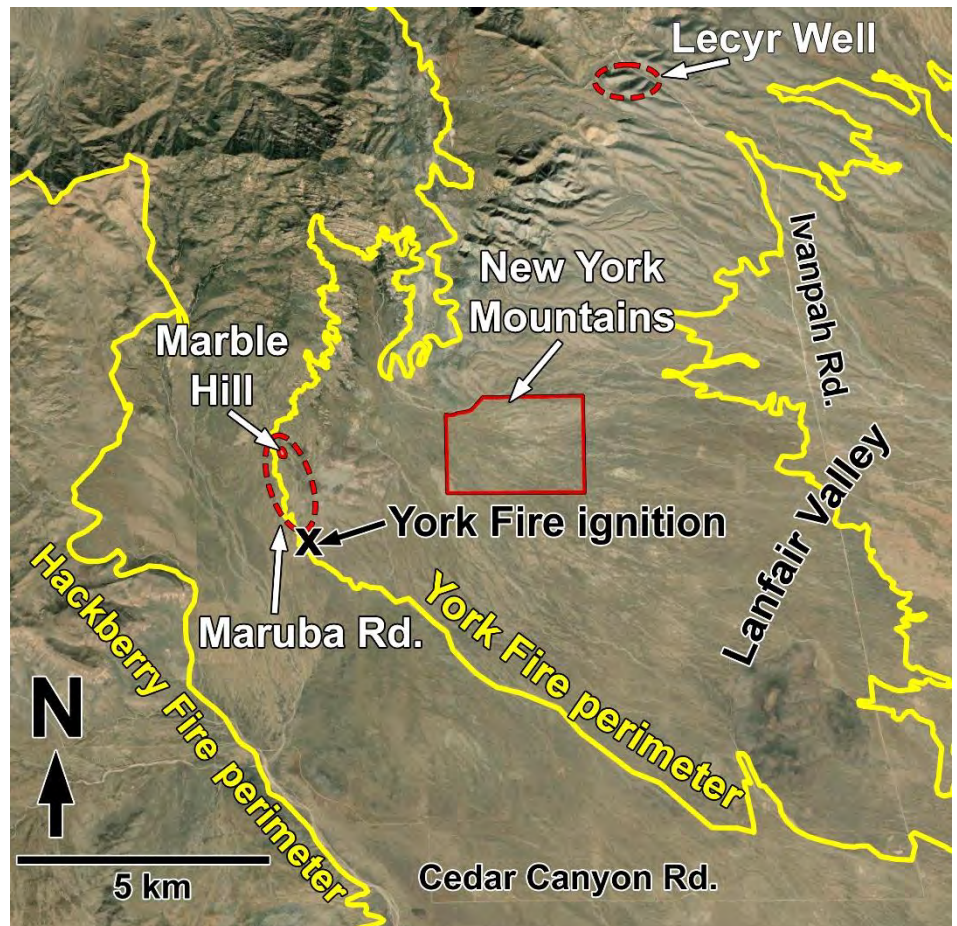 Lecyr Well
Ivanpah Rd.
New York
Mountains
Marble
Hill
York Fire ignition
Lanfair Valley
Maruba Rd.
York Fire perimeter
Hackberry Fire perimeter
N
5 km
Cedar Canyon Rd.
X